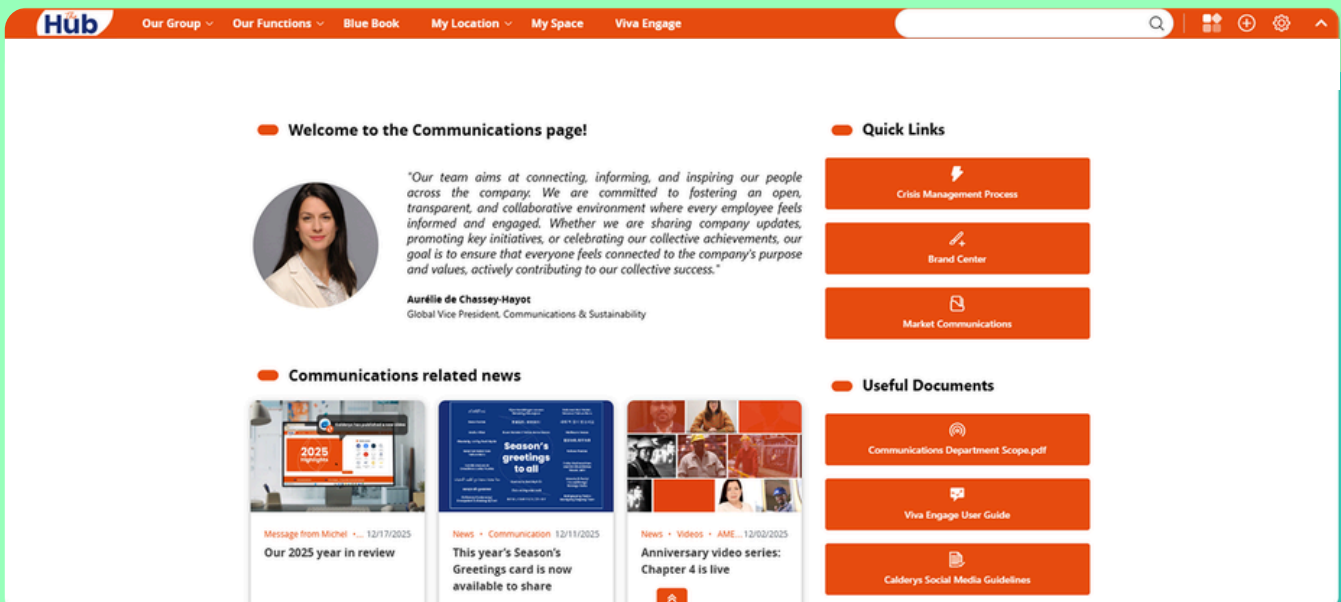 the Hub
Our Group
Our Functions
Blue Book
My Location
My Space
Viva Engage
Welcome to the Communications page!
"Our team aims at connecting, informing, and inspiring our people
across the company. We are committed to fostering an open,
transparent, and collaborative environment where every employee feels
informed and engaged. Whether we are sharing company updates,
promoting key initiatives, or celebrating our collective achievements, our
goal is to ensure that everyone feels connected to the company's purpose
and values, actively contributing to our collective success."
Aurélie de Chassey-Hayot
Global Vice President, Communications & Sustainability
Quick Links
Crisis Management Process
Brand Center
Market Communications
Communications related news
2025
Highlights
Message from Michel •... 12/17/2025
Our 2025 year in review
Season's
greetings
to all
News • Communication 12/11/2025
This year's Season's
Greetings card is now
available to share
News • Videos • AME... 12/02/2025
Anniversary video series:
Chapter 4 is live
Useful Documents
Communications Department Scope.pdf
Viva Engage User Guide
Calderys Social Media Guidelines